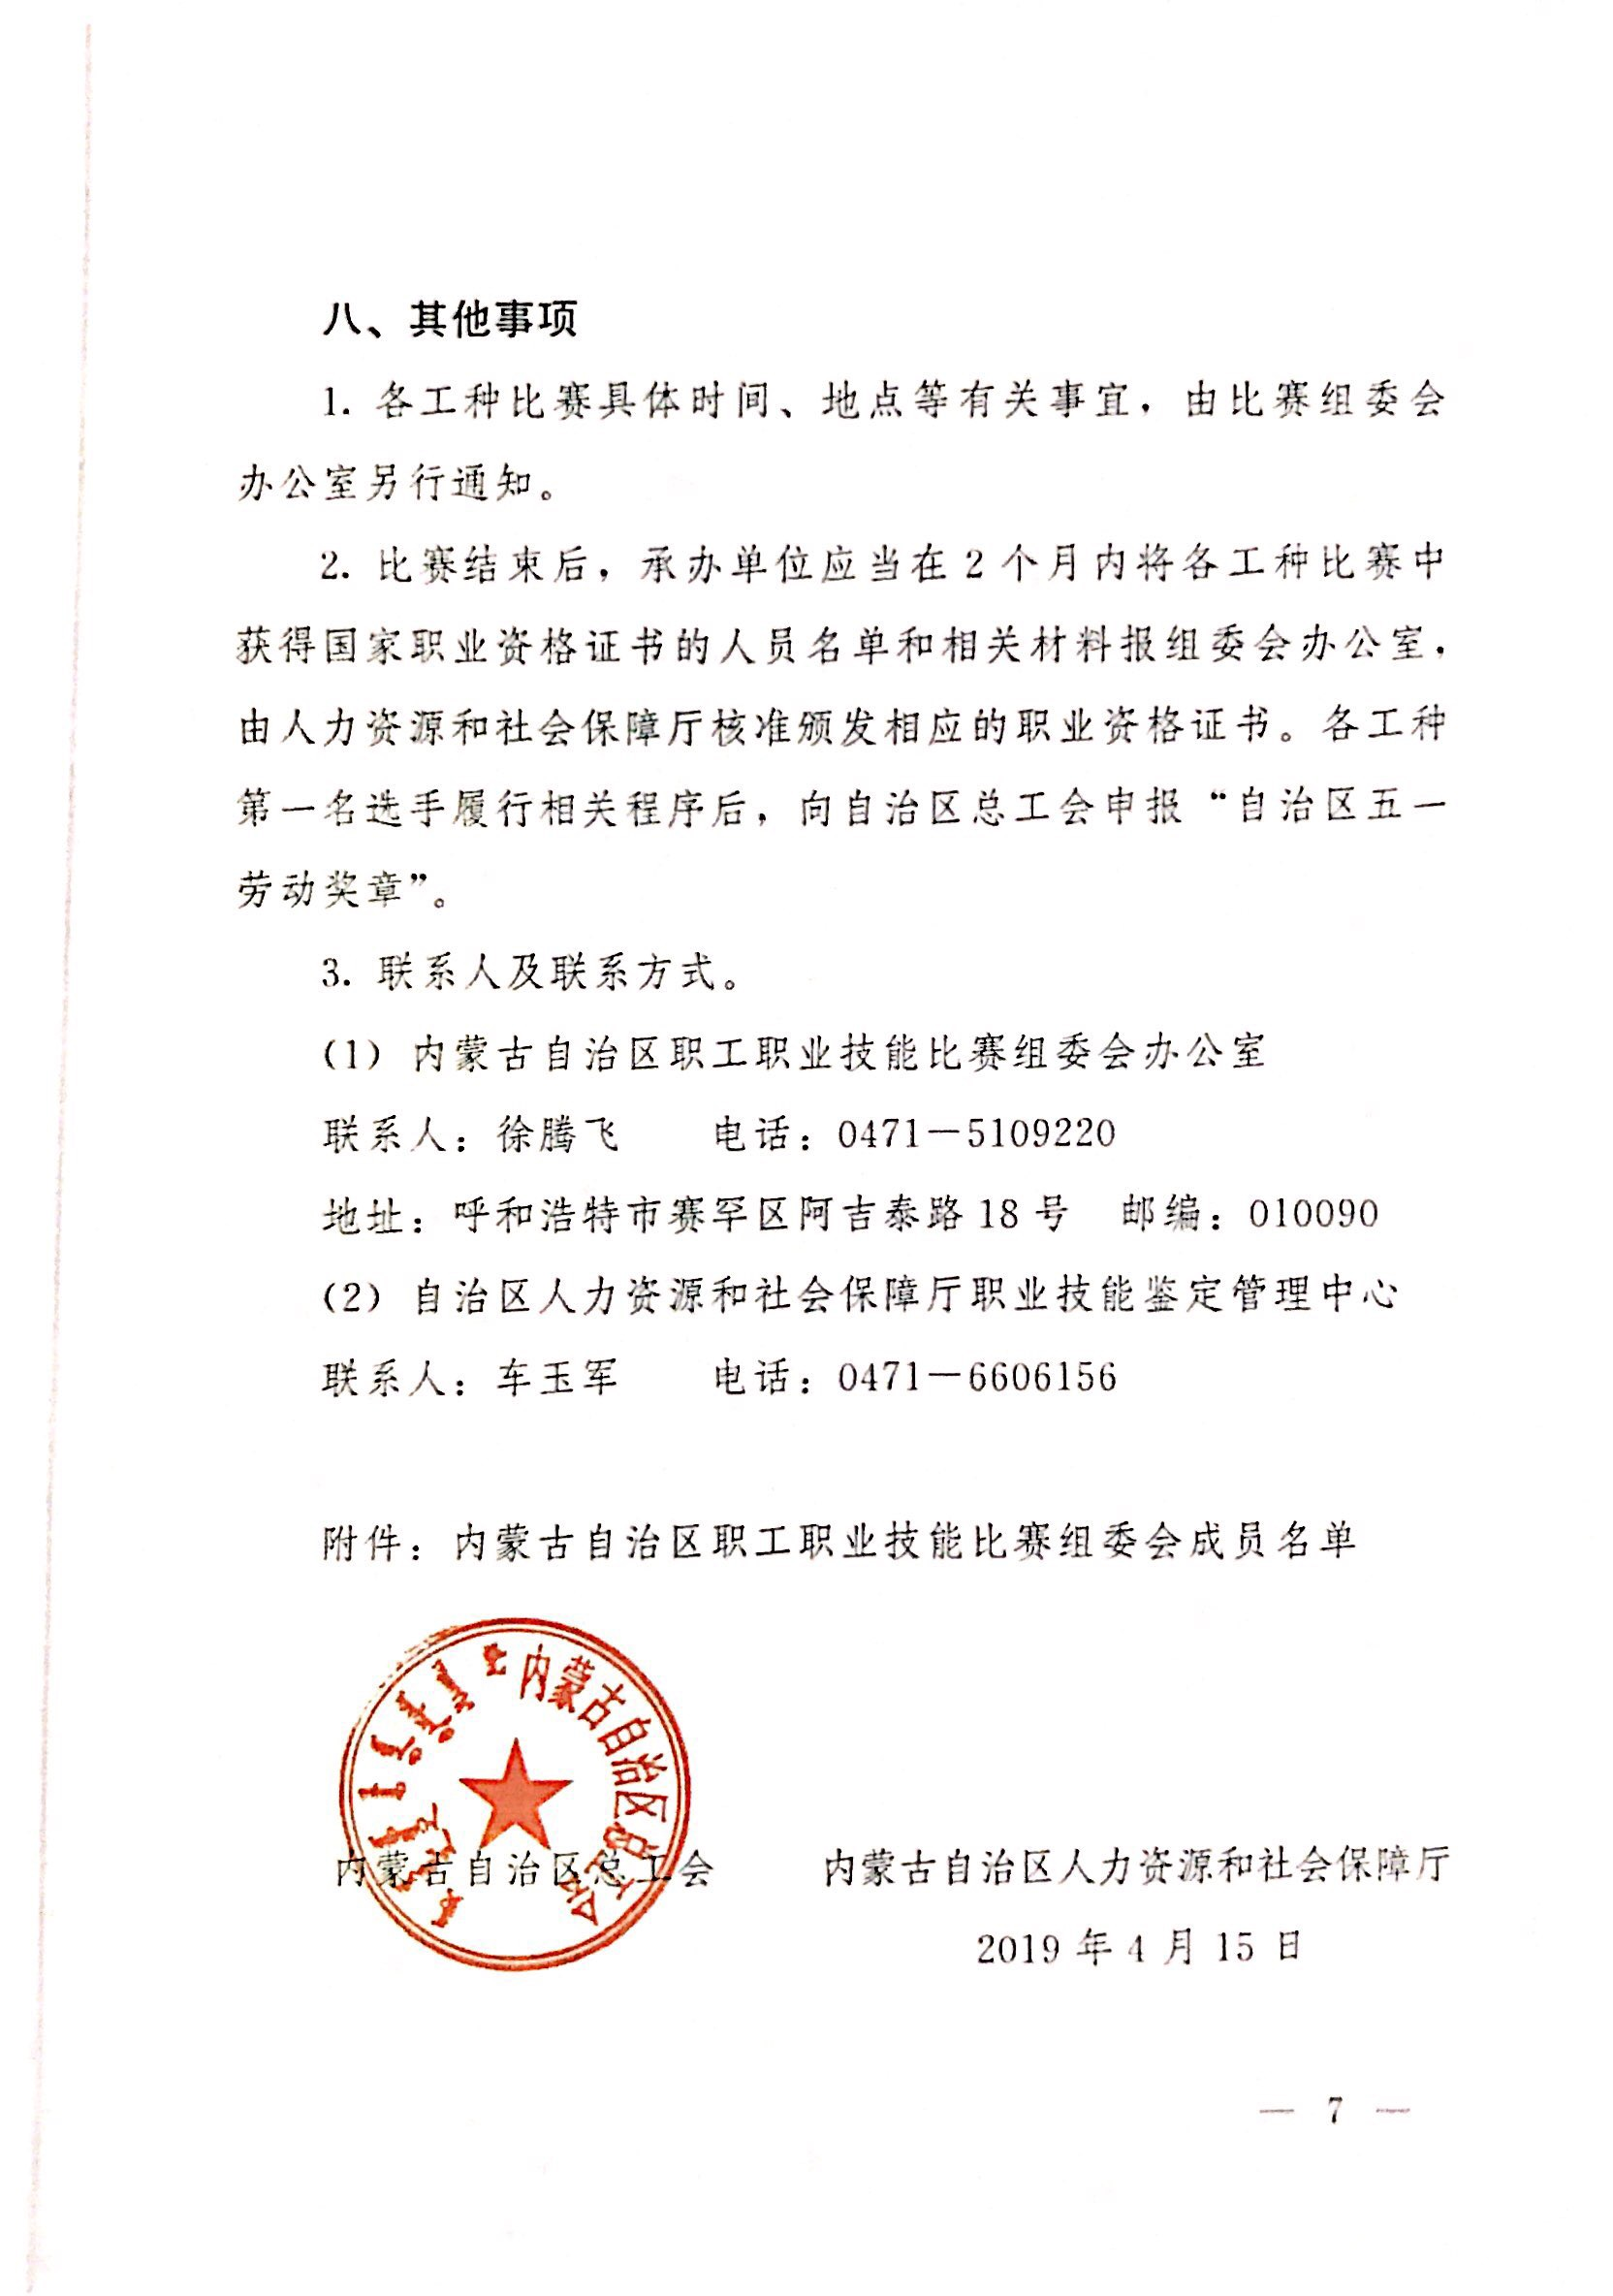 八、其他事项
1. 各工种比赛具体时间、地点等有关事宜，由比赛组委会
办公室另行通知。
2. 比赛结束后，承办单位应当在2个月内将各工种比赛中
获得国家职业资格证书的人员名单和相关材料报组委会办公室，
由人力资源和社会保障厅核准颁发相应的职业资格证书。各工种
第一名选手履行相关程序后，向自治区总工会申报“自治区五一
劳动奖章”。
3. 联系人及联系方式。
(1) 内蒙古自治区职工职业技能比赛组委会办公室
联系人：徐腾飞 电话：0471－5109220
地址：呼和浩特市赛罕区阿吉泰路18号 邮编：010090
(2) 自治区人力资源和社会保障厅职业技能鉴定管理中心
联系人：车玉军 电话：0471－6606156
附件：内蒙古自治区职工职业技能比赛组委会成员名单
内蒙古自治区总工会
内蒙古自治区总工会 内蒙古自治区人力资源和社会保障厅
2019年4月15日
— 7 —